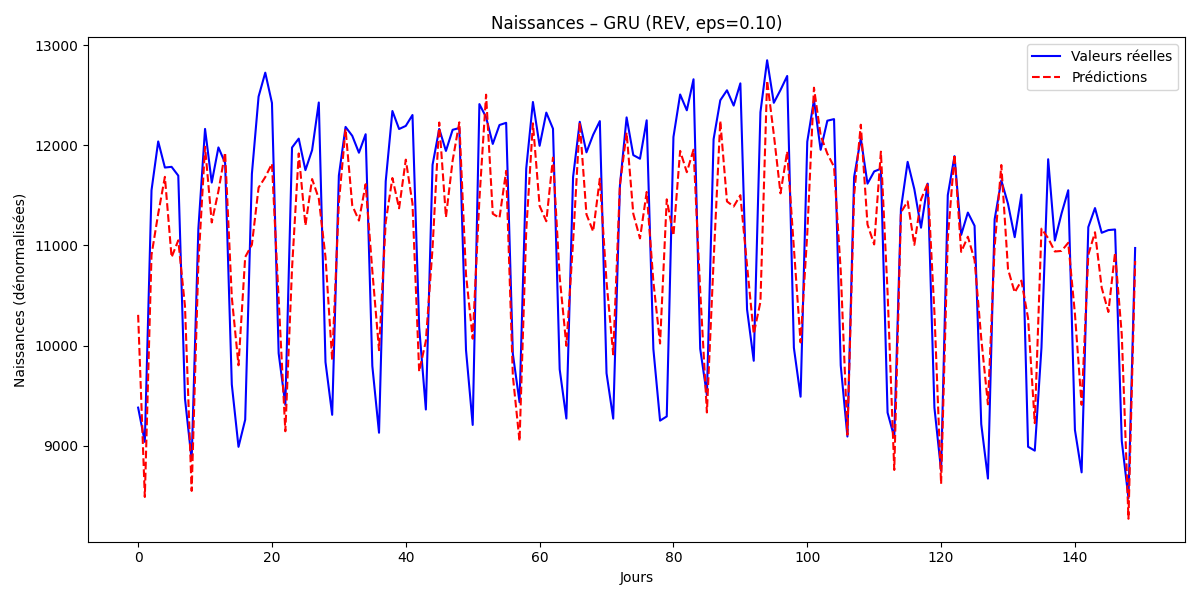 Naissances – GRU (REV, eps=0.10)
13000
12000
11000
10000
9000
Naissances (dénormalisées)
Valeurs réelles
Prédictions
0 20 40 60 80 100 120 140
Jours